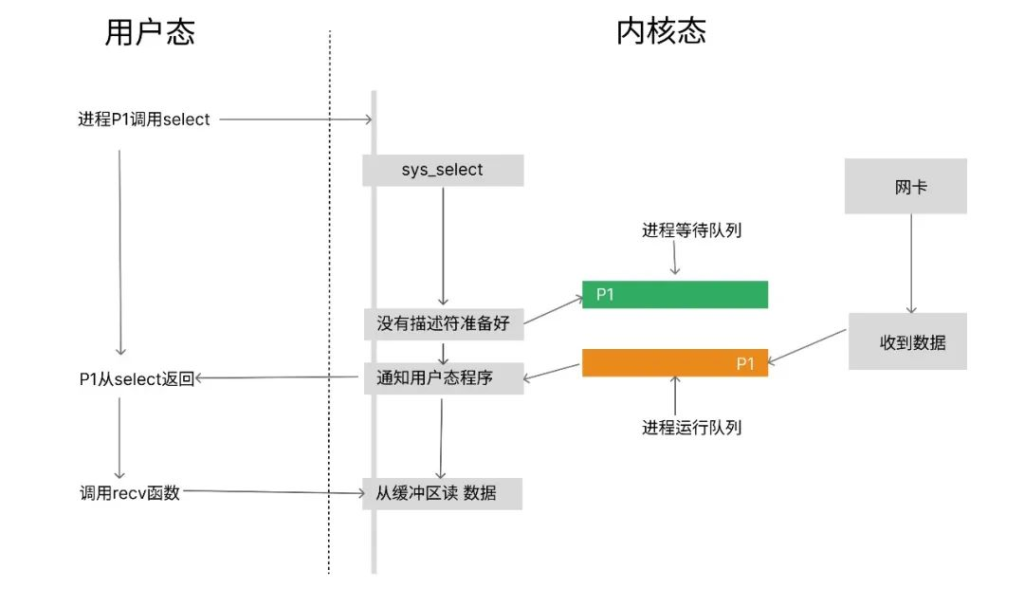 用户态
内核态
进程P1调用select
sys_select
网卡
进程等待队列
P1
没有描述符准备好
收到数据
P1
P1从select返回
通知用户态程序
进程运行队列
调用recv函数
从缓冲区读 数据